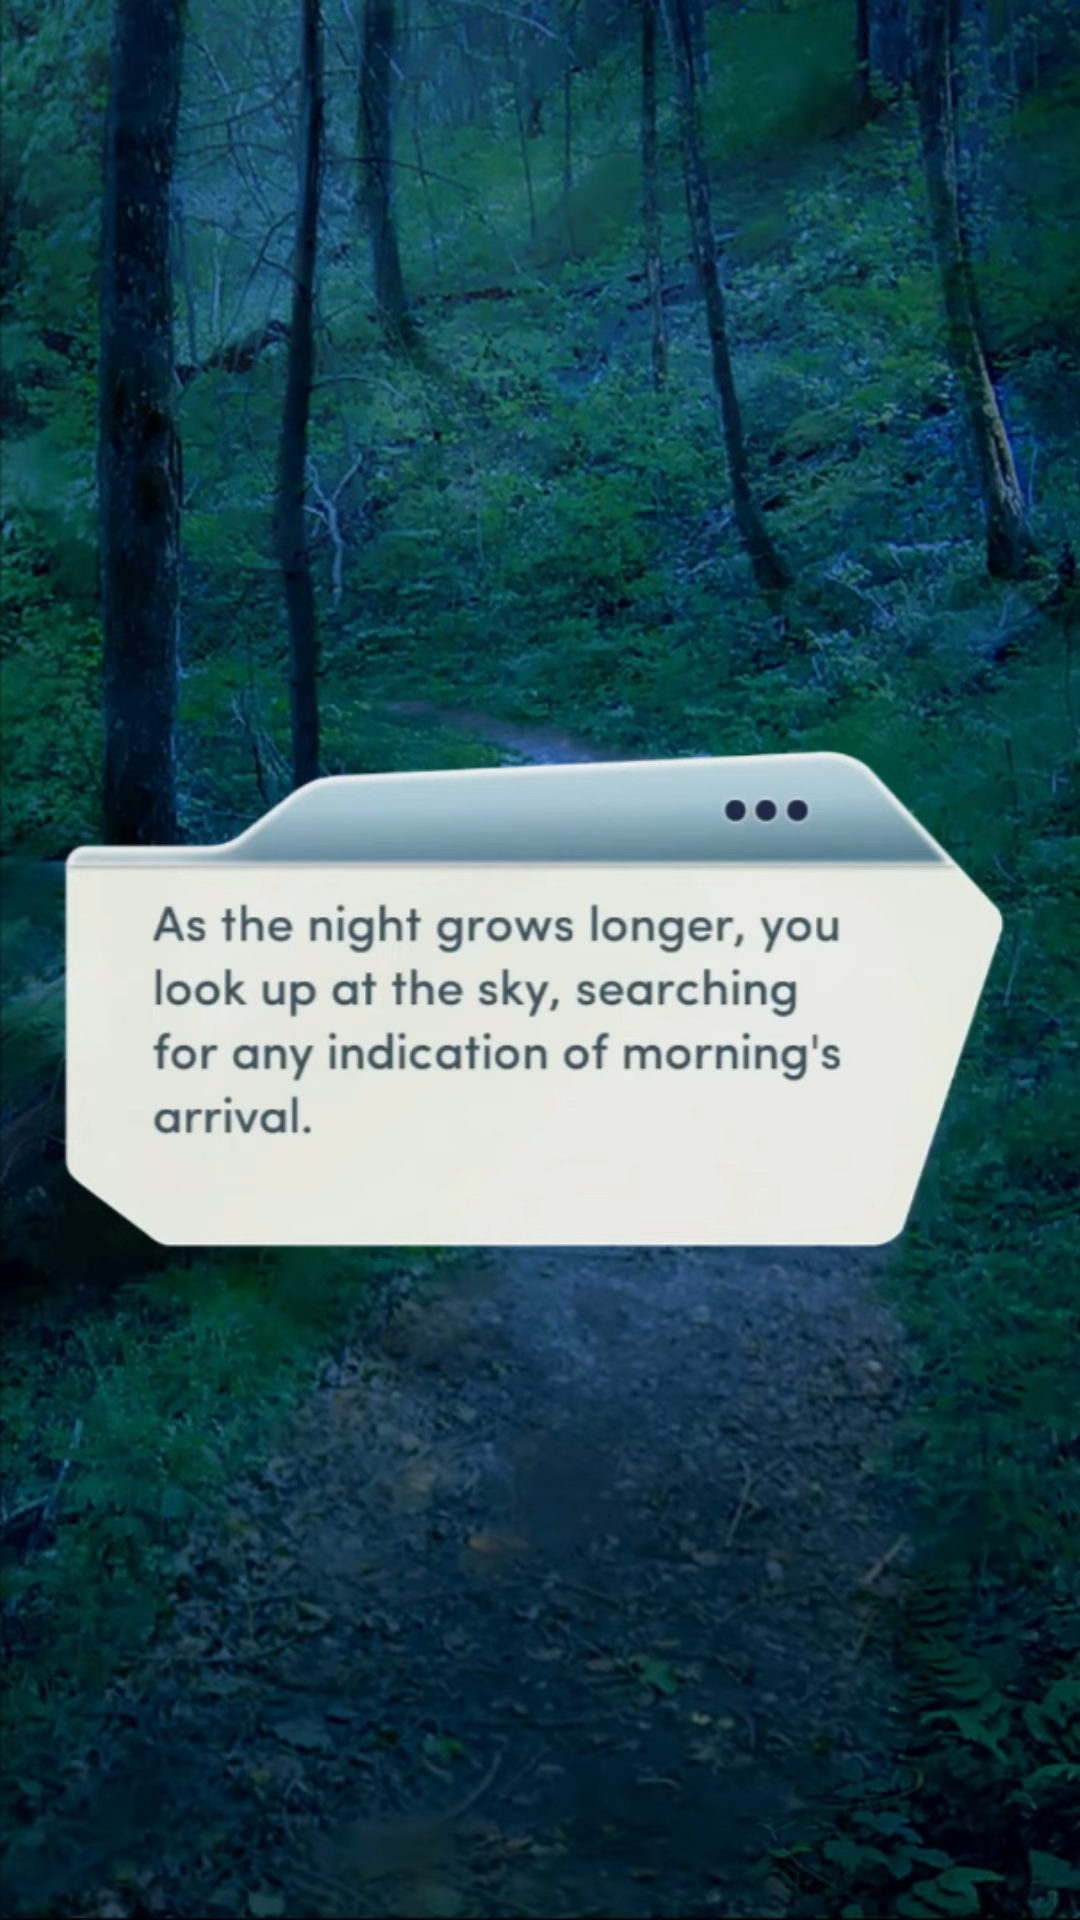 As the night grows longer, you
look up at the sky, searching
for any indication of morning's
arrival.